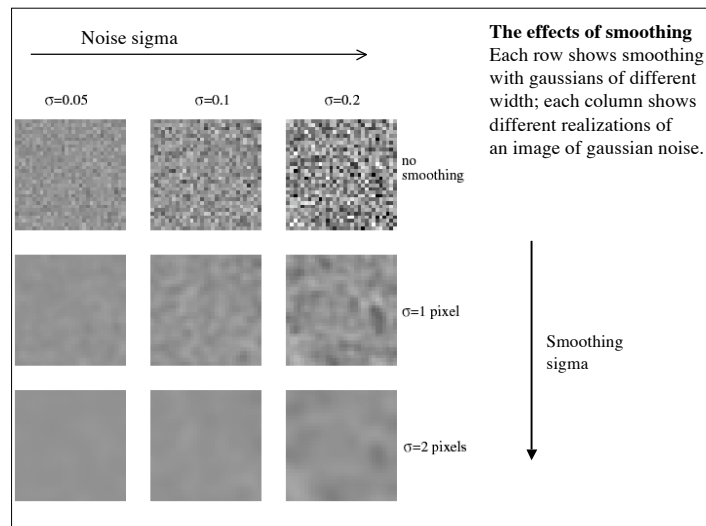 Noise sigma
The effects of smoothing
Each row shows smoothing
with gaussians of different
width; each column shows
different realizations of
an image of gaussian noise.
σ=0.05 σ=0.1 σ=0.2
no
smoothing
σ=1 pixel
Smoothing
sigma
σ=2 pixels